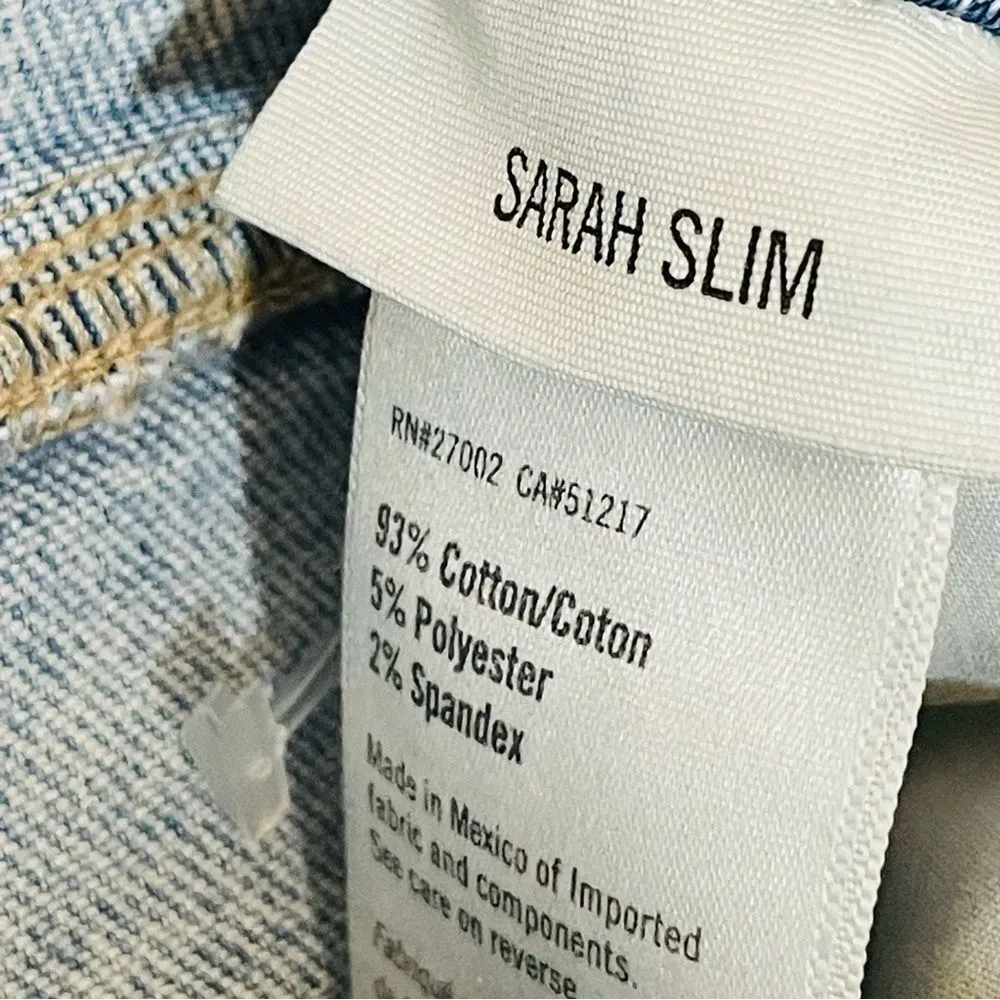 SARAH SLIM
RN#27002 CA#51217
93% Cotton/Coton
5% Polyester
2% Spandex
Made in Mexico of Imported
fabric and components.
See care on reverse